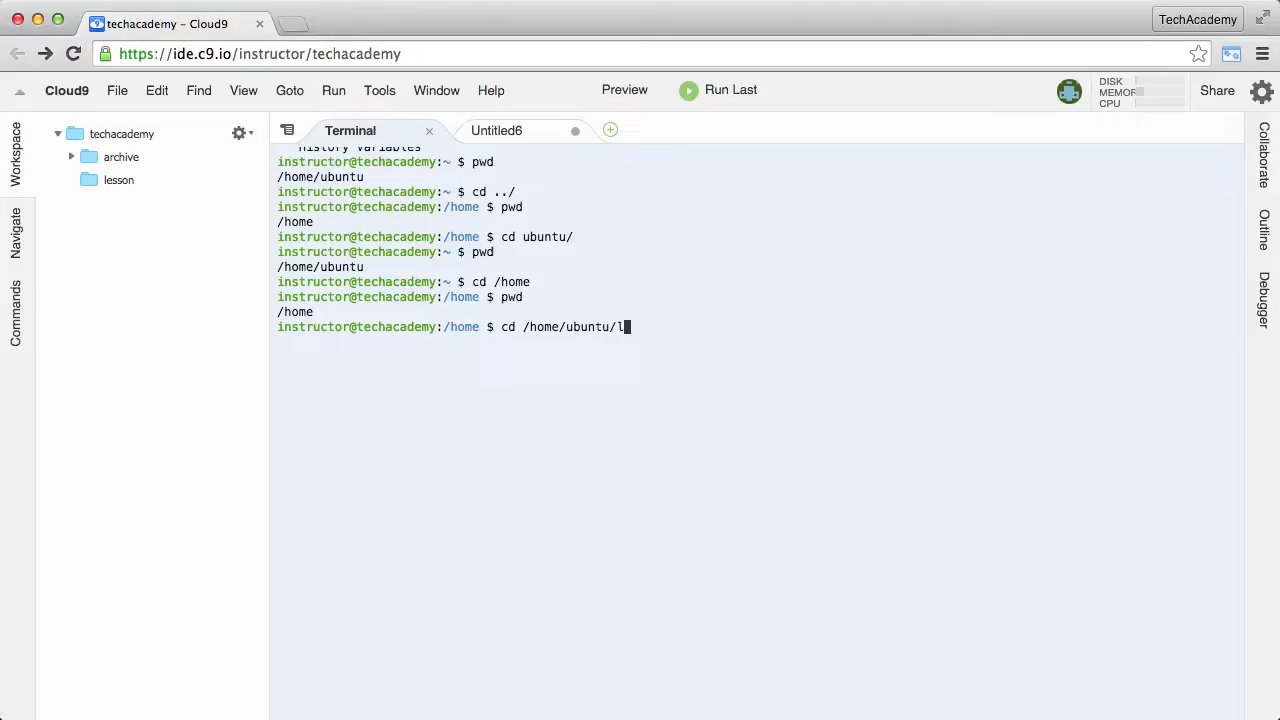 techacademy – Cloud9
TechAcademy
https://ide.c9.io/instructor/techacademy
Cloud9 File Edit Find View Goto Run Tools Window Help Preview Run Last DISK MEMORY CPU Share
Workspace
Navigate
Commands
techacademy
archive
lesson
Terminal Untitled6
History Variables
instructor@techacademy:~ $ pwd
/home/ubuntu
instructor@techacademy:~ $ cd ../
instructor@techacademy:/home $ pwd
/home
instructor@techacademy:/home $ cd ubuntu/
instructor@techacademy:~ $ pwd
/home/ubuntu
instructor@techacademy:~ $ cd /home
instructor@techacademy:/home $ pwd
/home
instructor@techacademy:/home $ cd /home/ubuntu/l
Collaborate
Outline
Debugger